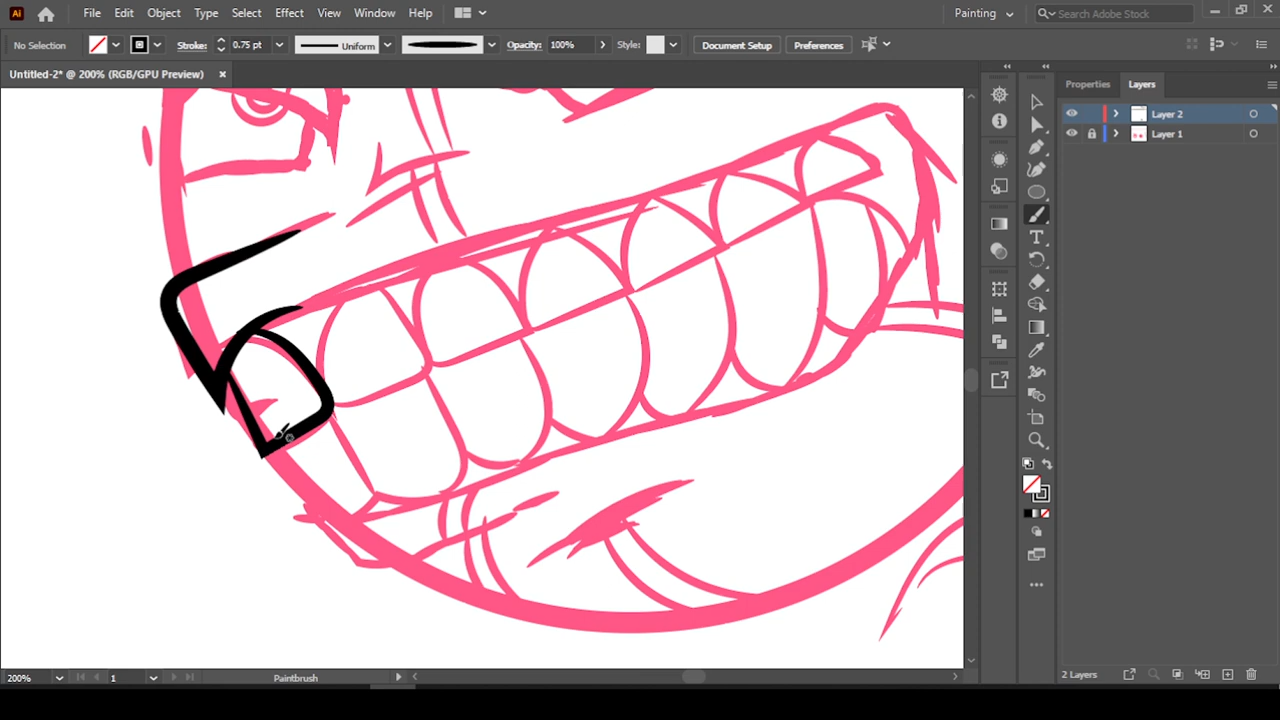 Ai File Edit Object Type Select Effect View Window Help Painting Search Adobe Stock
No Selection Stroke: 0.75 pt Uniform Opacity: 100% Style: Document Setup Preferences
Untitled-2* @ 200% (RGB/GPU Preview) ×
Properties Layers
Layer 2
Layer 1
200% 1 Paintbrush 2 Layers